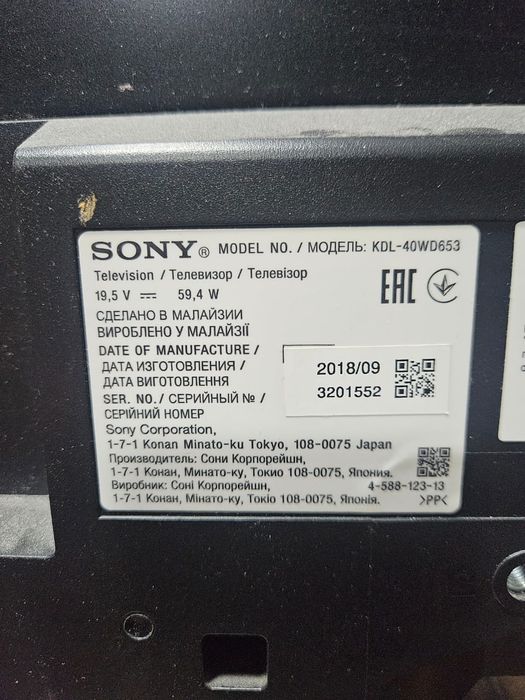 SONY® MODEL NO. / МОДЕЛЬ: KDL-40WD653
Television / Телевизор / Телевізор
19,5 V ⎓ 59,4 W
EAC
СДЕЛАНО В МАЛАЙЗИИ
ВИРОБЛЕНО У МАЛАЙЗІЇ
DATE OF MANUFACTURE /
ДАТА ИЗГОТОВЛЕНИЯ /
ДАТА ВИГОТОВЛЕННЯ
2018/09
SER. NO. / СЕРИЙНЫЙ № /
СЕРІЙНИЙ НОМЕР
3201552
Sony Corporation,
1-7-1 Konan Minato-ku Tokyo, 108-0075 Japan
Производитель: Сони Корпорейшн,
1-7-1 Конан, Минато-ку, Токио 108-0075, Япония.
Виробник: Соні Корпорейшн,
1-7-1 Конан, Мінато-ку, Токіо 108-0075, Японія.
4-588-123-13
>PP<